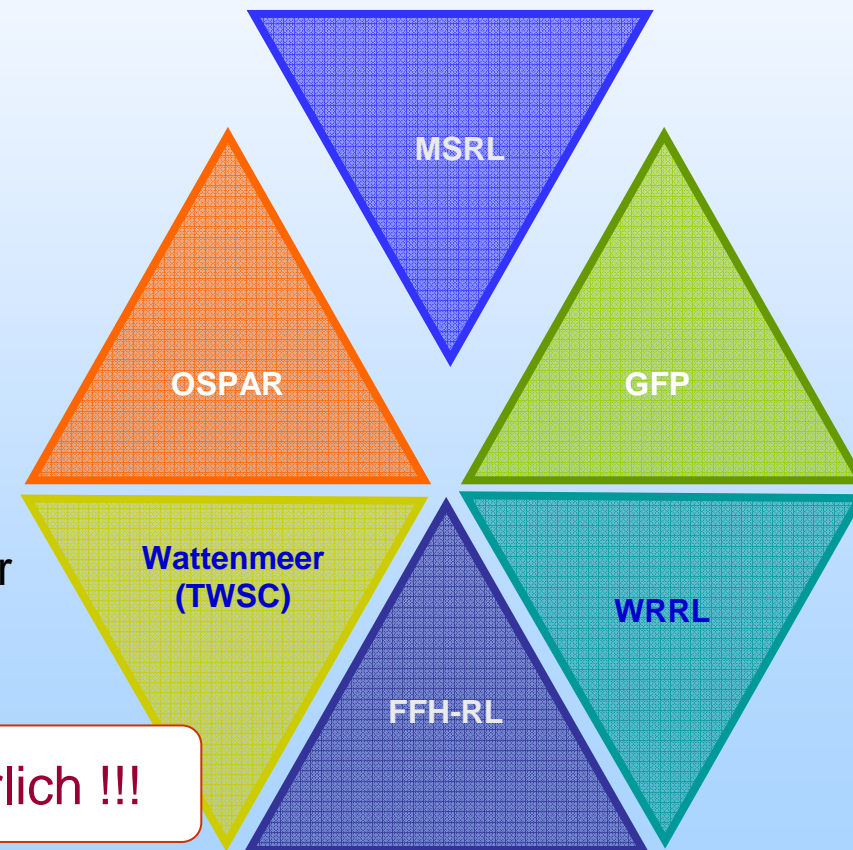 MSRL
OSPAR
GFP
r
Wattenmeer
(TWSC)
WRRL
FFH-RL
rlich !!!